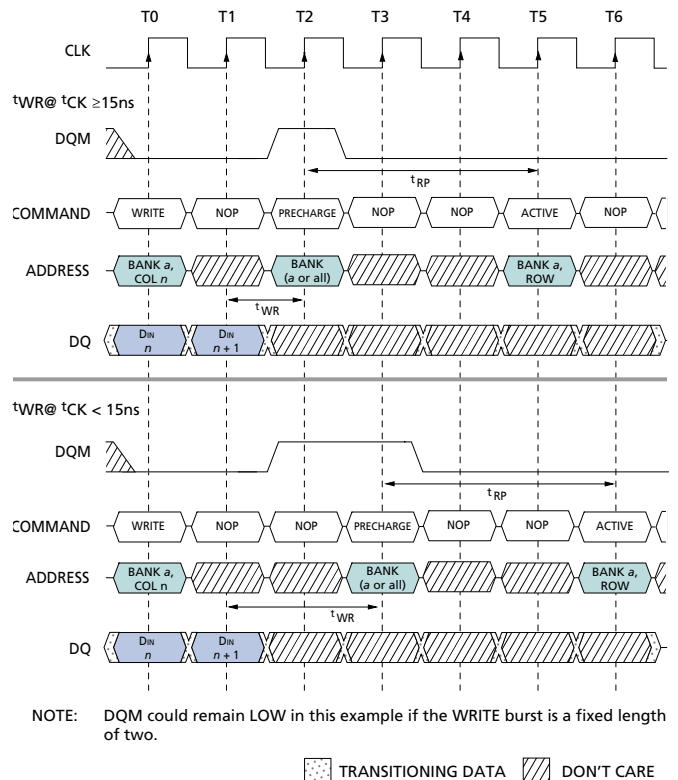 T0 T1 T2 T3 T4 T5 T6
CLK
tWR@ tCK ≥15ns
DQM
tRP
COMMAND WRITE NOP PRECHARGE NOP NOP ACTIVE NOP
ADDRESS BANK a, COL n BANK (a or all) BANK a, ROW
tWR
DQ DIN n DIN n + 1
tWR@ tCK < 15ns
DQM
tRP
COMMAND WRITE NOP NOP PRECHARGE NOP NOP ACTIVE
ADDRESS BANK a, COL n BANK (a or all) BANK a, ROW
tWR
DQ DIN n DIN n + 1
NOTE: DQM could remain LOW in this example if the WRITE burst is a fixed length
of two.
TRANSITIONING DATA DON'T CARE